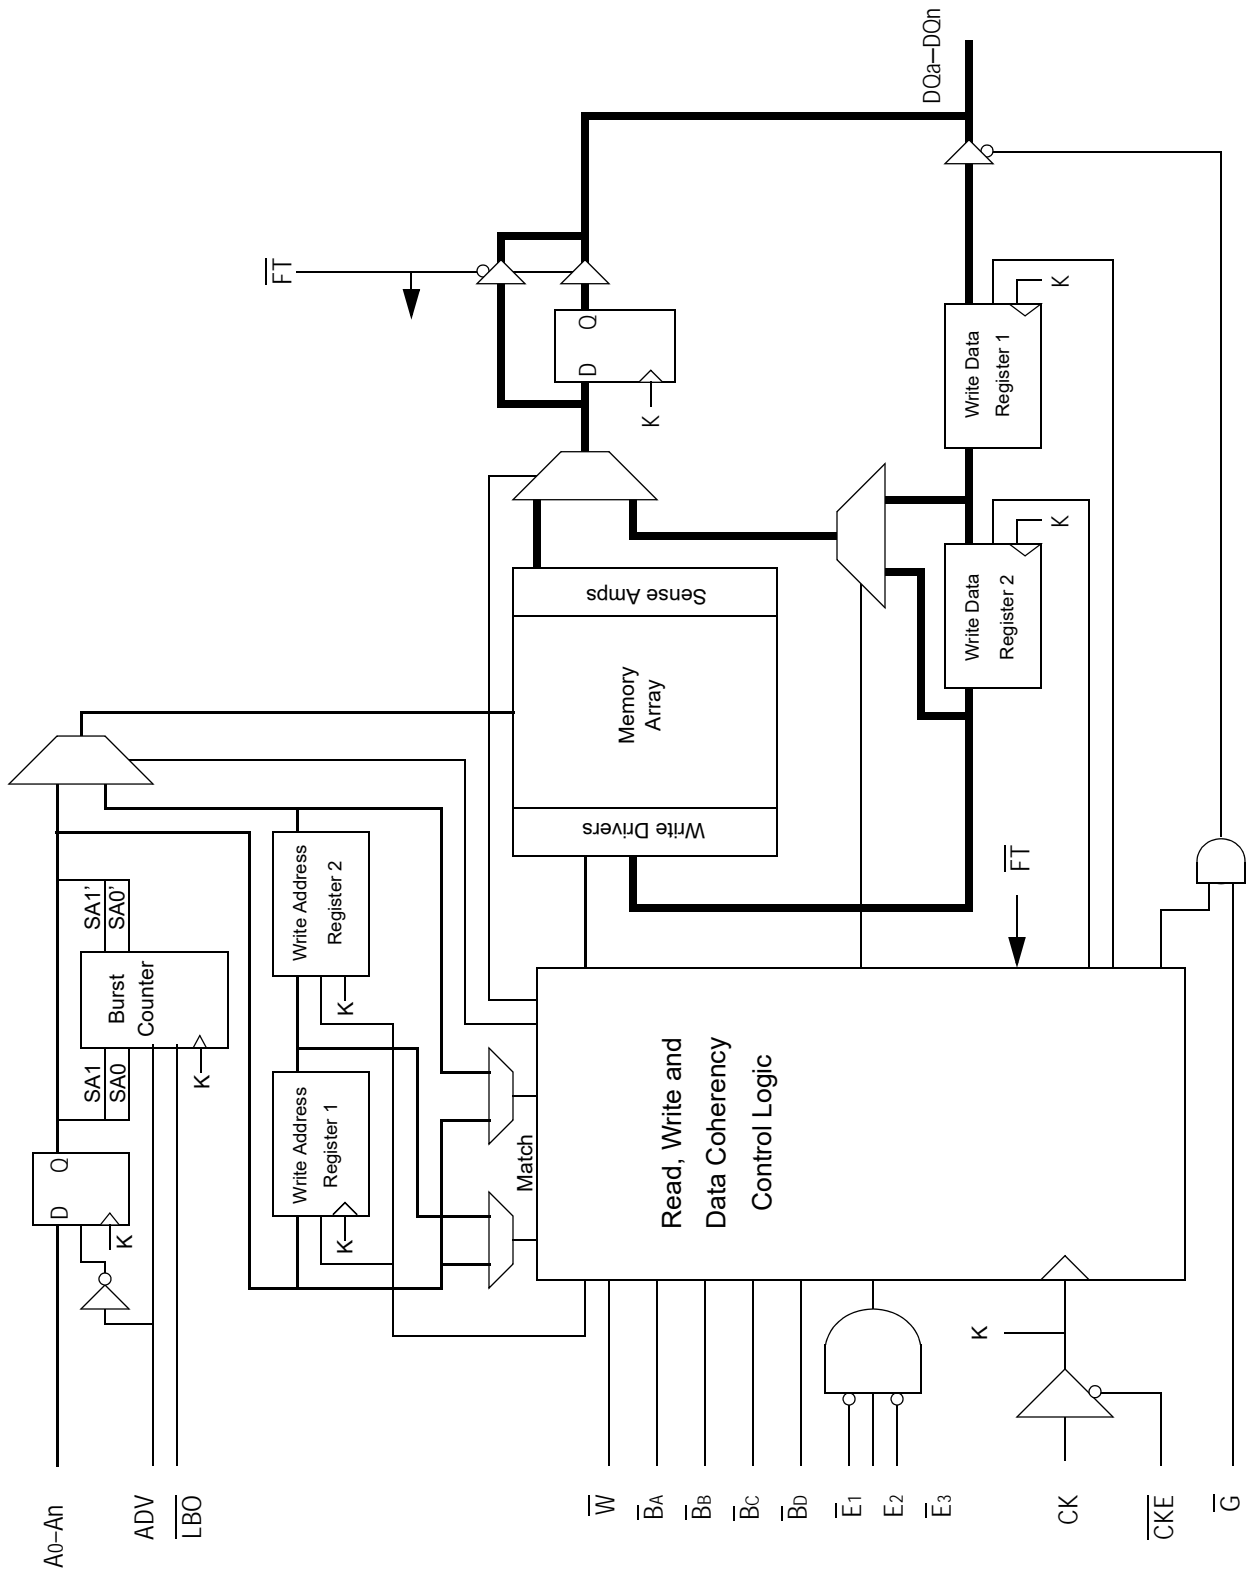 A0–An
ADV
LBO
D Q
K
SA1
SA0
Burst
Counter
K
SA1’
SA0’
Write Address
Register 1
K
Write Address
Register 2
K
Match
FT
Write Drivers
Memory
Array
Sense Amps
D Q
K
DQa–DQn
Write Data
Register 2
K
Write Data
Register 1
K
Read, Write and
Data Coherency
Control Logic
FT
W
BA
BB
BC
BD
E1
E2
E3
K
CK
CKE
G